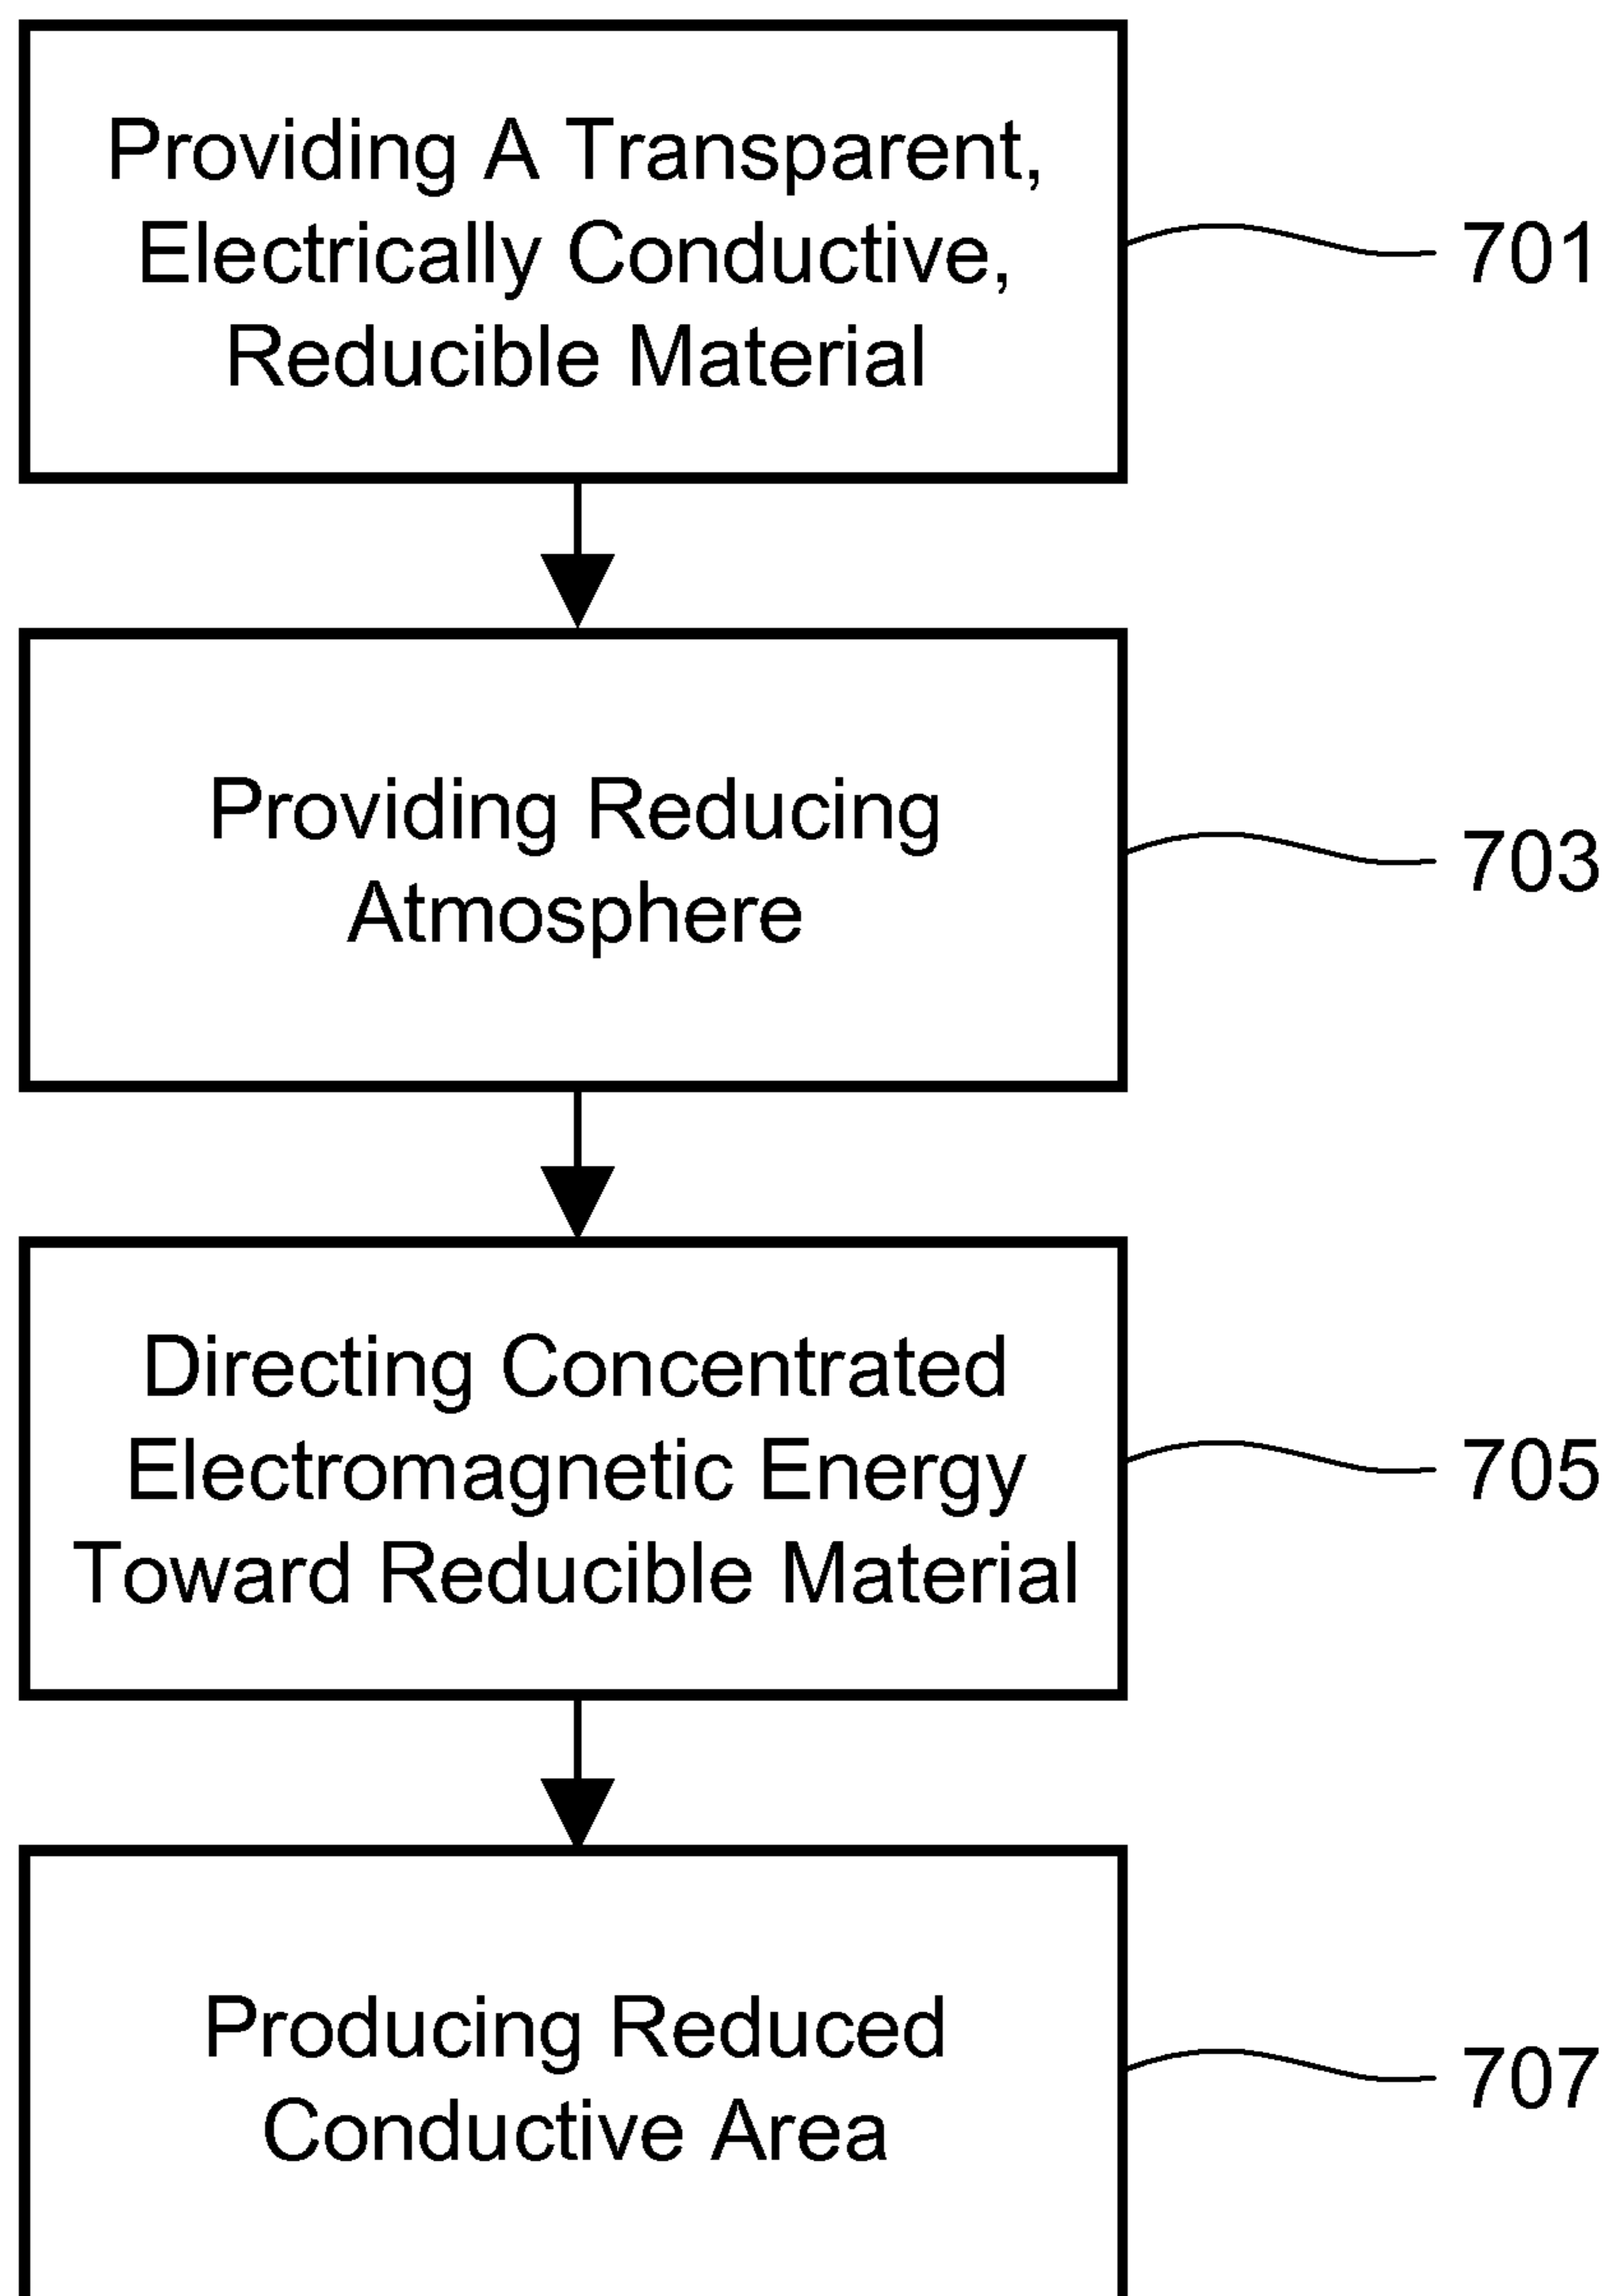 Providing A Transparent,
Electrically Conductive,
Reducible Material
701
Providing Reducing
Atmosphere
703
Directing Concentrated
Electromagnetic Energy
Toward Reducible Material
705
Producing Reduced
Conductive Area
707